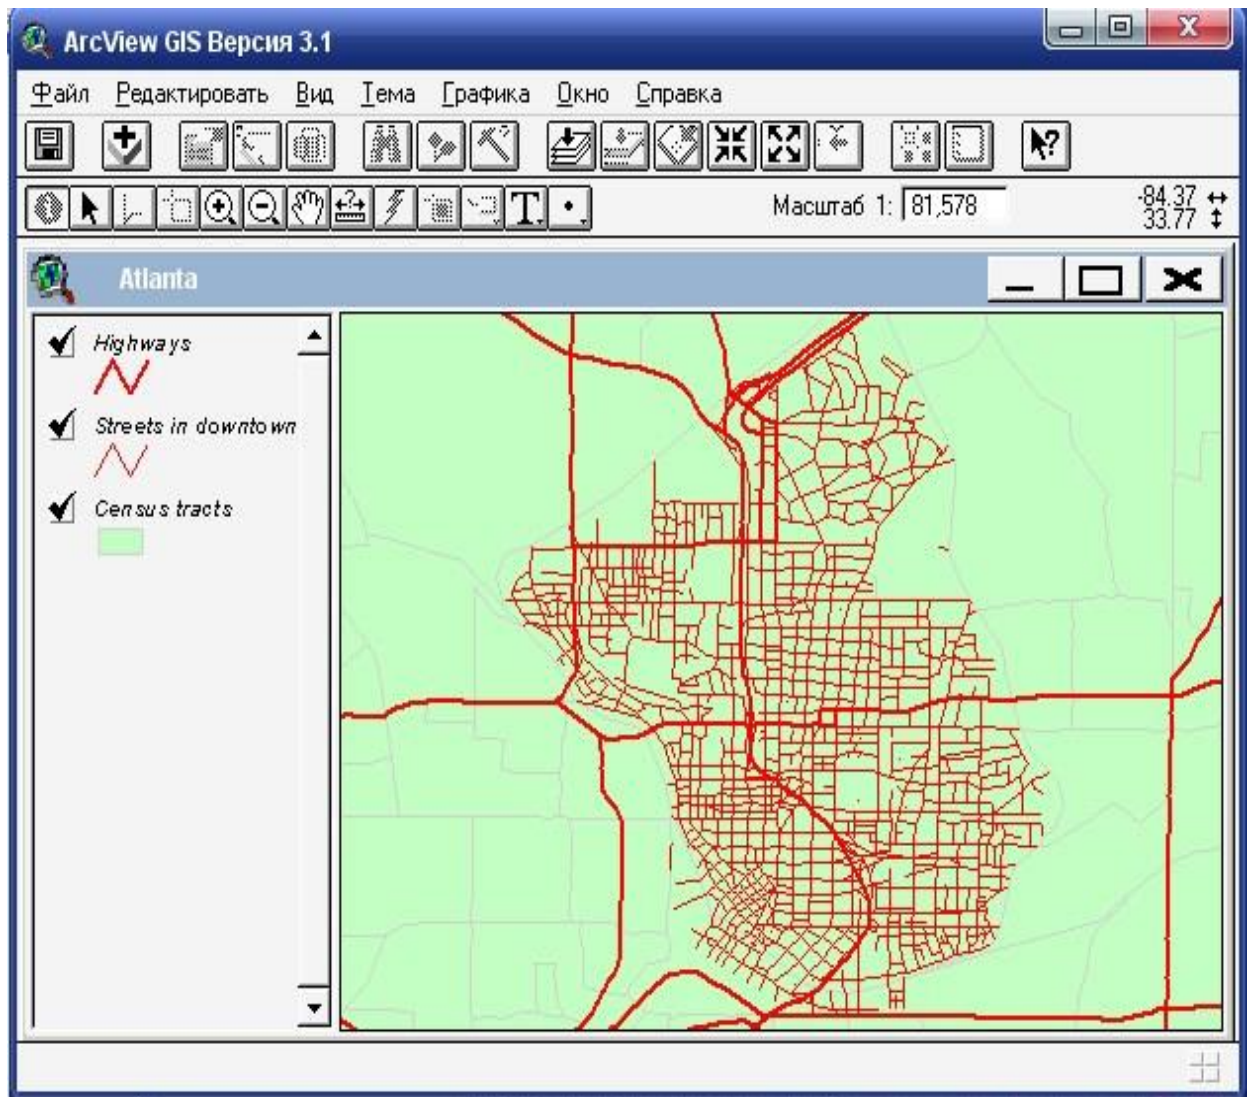 ArcView GIS Версия 3.1
Файл Редактировать Вид Тема Графика Окно Справка
Масштаб 1: 81,578
-84.37
33.77
Atlanta
Highways
Streets in downtown
Census tracts